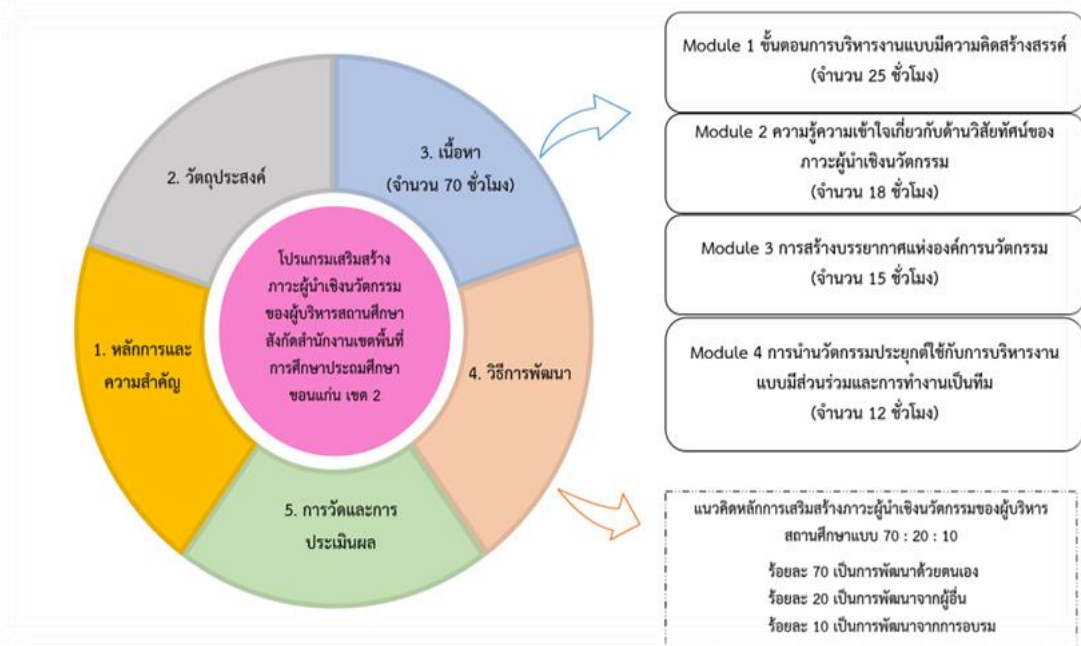 โปรแกรมเสริมสร้าง
ภาวะผู้นำเชิงนวัตกรรม
ของผู้บริหารสถานศึกษา
สังกัดสำนักงานเขตพื้นที่
การศึกษาประถมศึกษา
ขอนแก่น เขต 2
1. หลักการและ
ความสำคัญ
2. วัตถุประสงค์
3. เนื้อหา
(จำนวน 70 ชั่วโมง)
4. วิธีการพัฒนา
5. การวัดและการ
ประเมินผล
Module 1 ขั้นตอนการบริหารงานแบบมีความคิดสร้างสรรค์
(จำนวน 25 ชั่วโมง)
Module 2 ความรู้ความเข้าใจเกี่ยวกับด้านวิสัยทัศน์ของ
ภาวะผู้นำเชิงนวัตกรรม
(จำนวน 18 ชั่วโมง)
Module 3 การสร้างบรรยากาศแห่งองค์การนวัตกรรม
(จำนวน 15 ชั่วโมง)
Module 4 การนำนวัตกรรมประยุกต์ใช้กับการบริหารงาน
แบบมีส่วนร่วมและการทำงานเป็นทีม
(จำนวน 12 ชั่วโมง)
แนวคิดหลักการเสริมสร้างภาวะผู้นำเชิงนวัตกรรมของผู้บริหาร
สถานศึกษาแบบ 70 : 20 : 10
ร้อยละ 70 เป็นการพัฒนาด้วยตนเอง
ร้อยละ 20 เป็นการพัฒนาจากผู้อื่น
ร้อยละ 10 เป็นการพัฒนาจากการอบรม